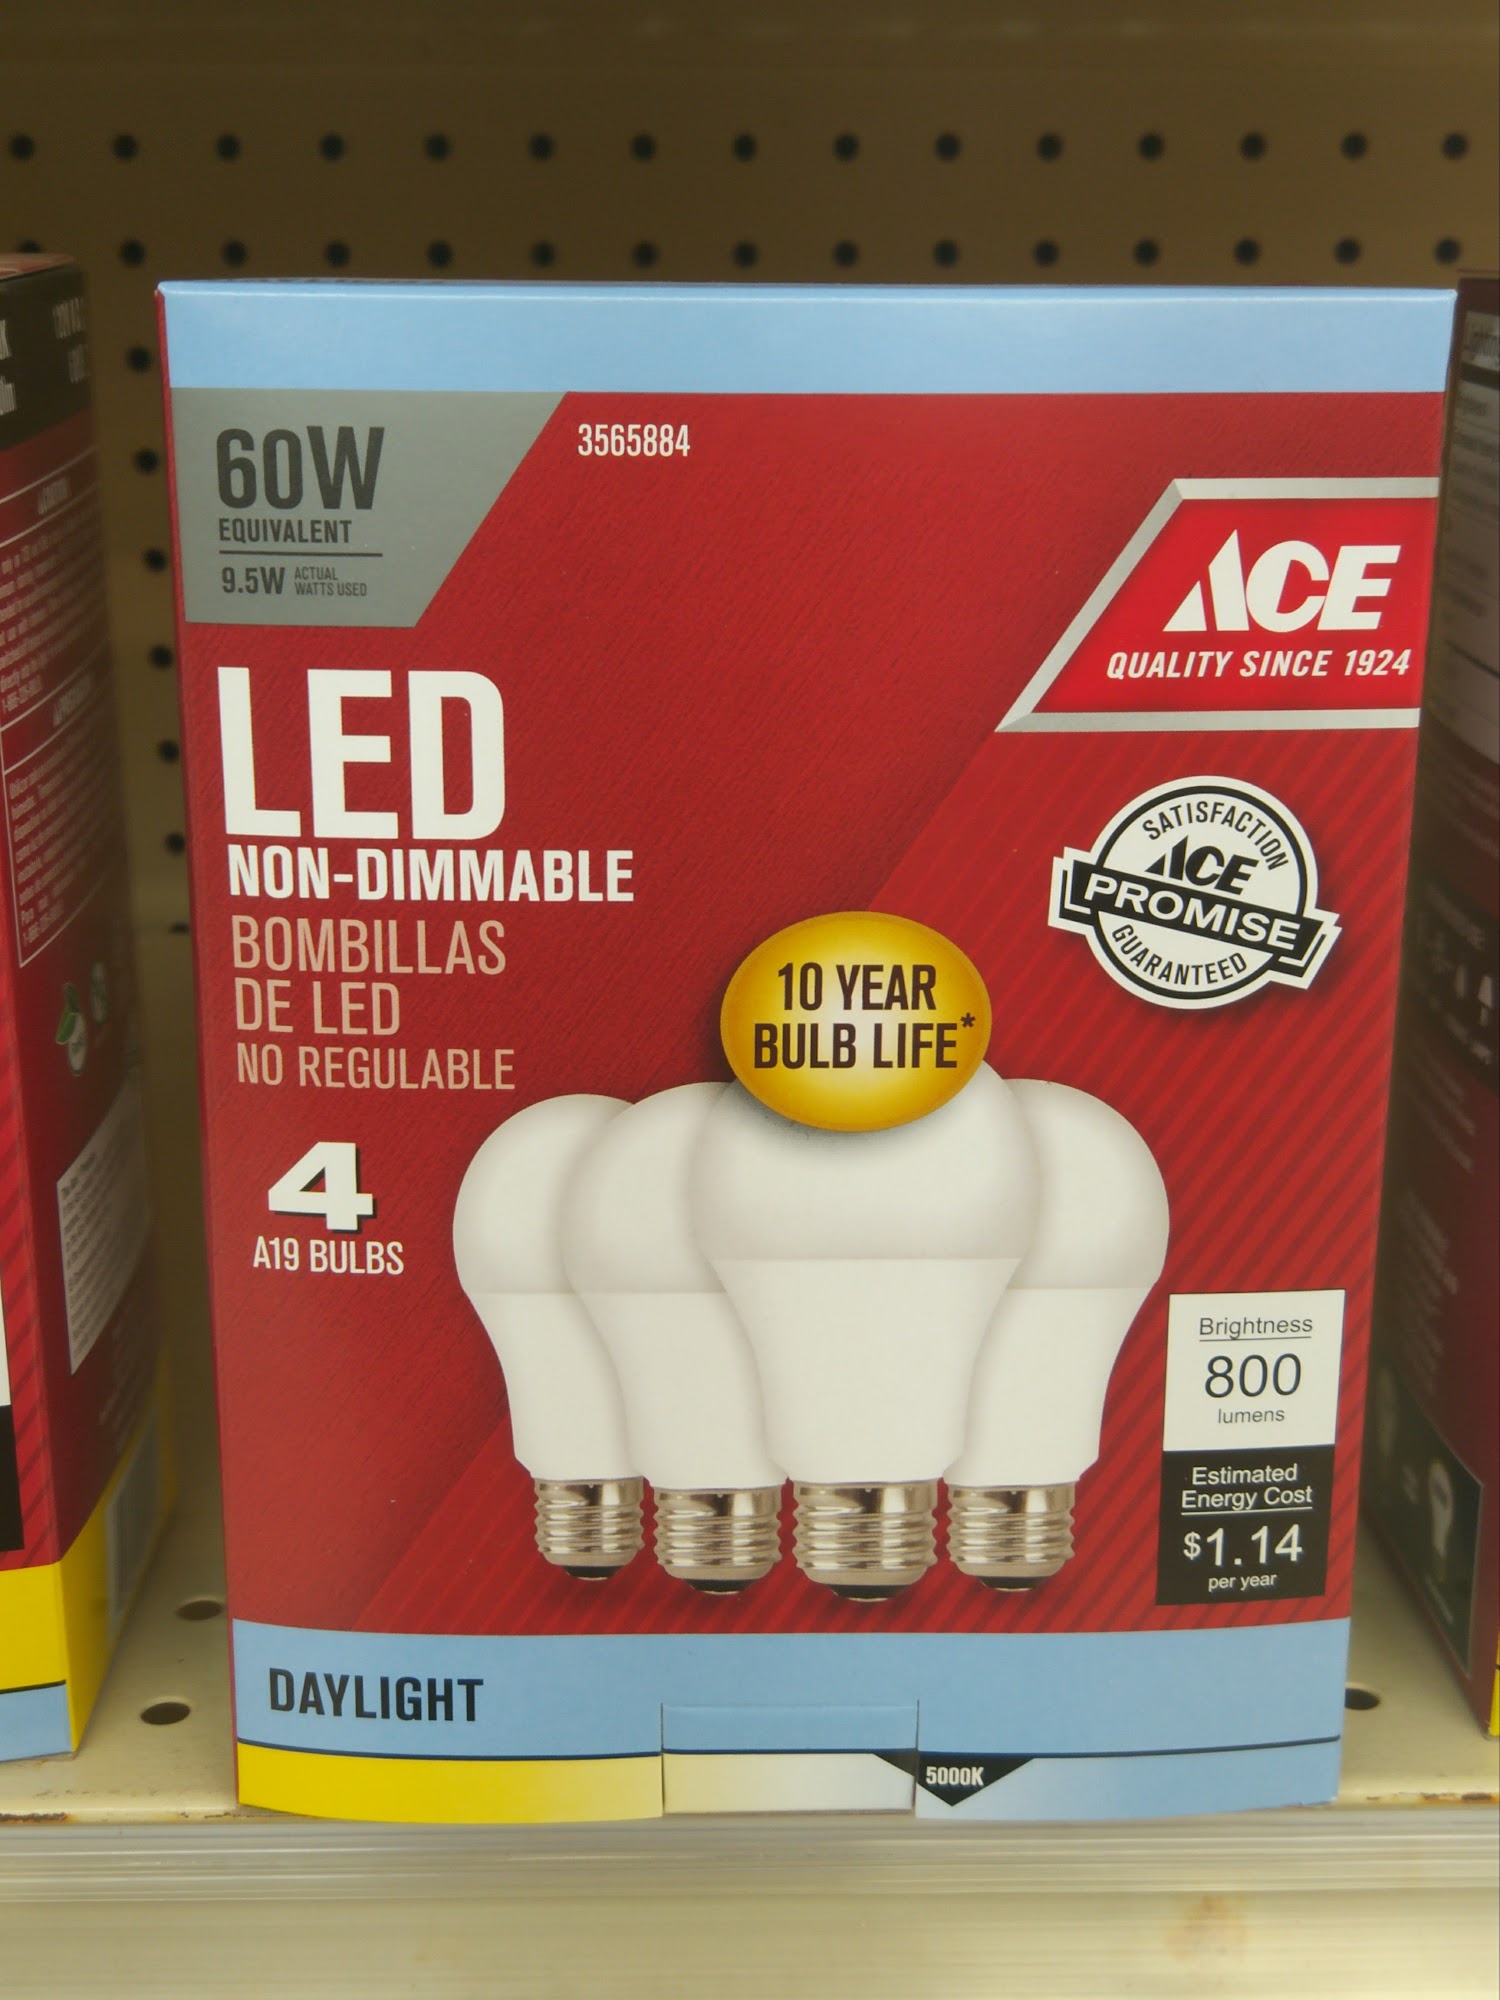 60W
EQUIVALENT
9.5W ACTUAL WATTS USED
3565884
ACE
QUALITY SINCE 1924
LED
NON-DIMMABLE
BOMBILLAS
DE LED
NO REGULABLE
SATISFACTION
ACE
PROMISE
GUARANTEED
10 YEAR
BULB LIFE*
4
A19 BULBS
Brightness
800
lumens
Estimated
Energy Cost
$1.14
per year
DAYLIGHT
5000K